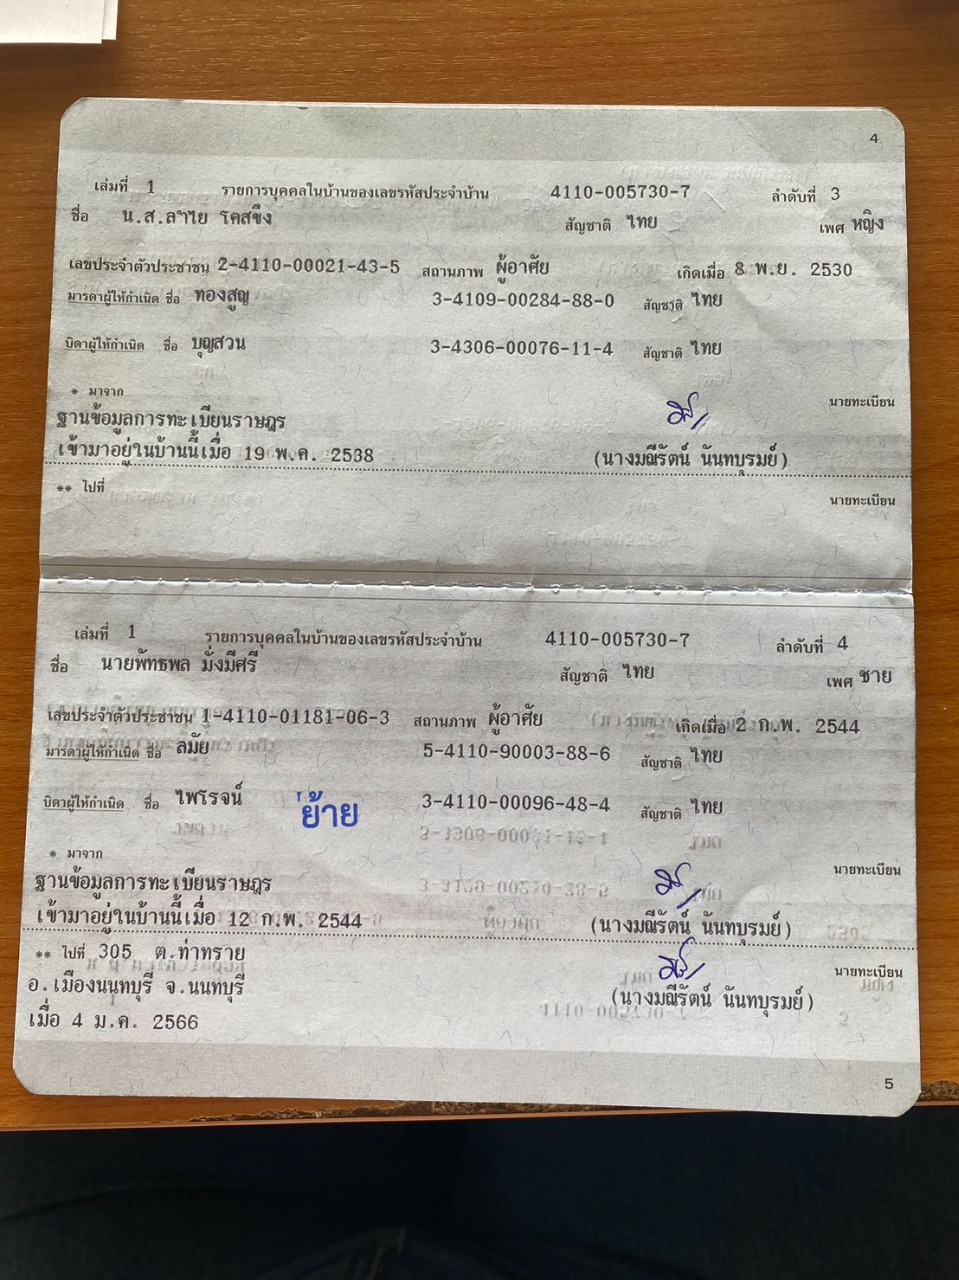 4
เล่มที่ 1 รายการบุคคลในบ้านของเลขรหัสประจำบ้าน 4110-005730-7 ลำดับที่ 3
ชื่อ น.ส.ลำไย โคสขึง สัญชาติ ไทย เพศ หญิง
เลขประจำตัวประชาชน 2-4110-00021-43-5 สถานภาพ ผู้อาศัย เกิดเมื่อ 8 พ.ย. 2530
มารดาผู้ให้กำเนิด ชื่อ ทองสูญ 3-4109-00284-88-0 สัญชาติ ไทย
บิดาผู้ให้กำเนิด ชื่อ บุญสวน 3-4306-00076-11-4 สัญชาติ ไทย
* มาจาก นายทะเบียน
ฐานข้อมูลการทะเบียนราษฎร
เข้ามาอยู่ในบ้านนี้เมื่อ 19 พ.ค. 2538 (นางมณีรัตน์ นันทบุรมย์)
** ไปที่ นายทะเบียน
เล่มที่ 1 รายการบุคคลในบ้านของเลขรหัสประจำบ้าน 4110-005730-7 ลำดับที่ 4
ชื่อ นายพัทธพล มั่งมีศรี สัญชาติ ไทย เพศ ชาย
เลขประจำตัวประชาชน 1-4110-01181-06-3 สถานภาพ ผู้อาศัย เกิดเมื่อ 2 ก.พ. 2544
มารดาผู้ให้กำเนิด ชื่อ ลมัย 5-4110-90003-88-6 สัญชาติ ไทย
บิดาผู้ให้กำเนิด ชื่อ ไพโรจน์ 3-4110-00096-48-4 สัญชาติ ไทย
ย้าย
* มาจาก นายทะเบียน
ฐานข้อมูลการทะเบียนราษฎร
เข้ามาอยู่ในบ้านนี้เมื่อ 12 ก.พ. 2544 (นางมณีรัตน์ นันทบุรมย์)
** ไปที่ 305 ต.ท่าทราย นายทะเบียน
อ.เมืองนนทบุรี จ.นนทบุรี (นางมณีรัตน์ นันทบุรมย์)
เมื่อ 4 ม.ค. 2566
5